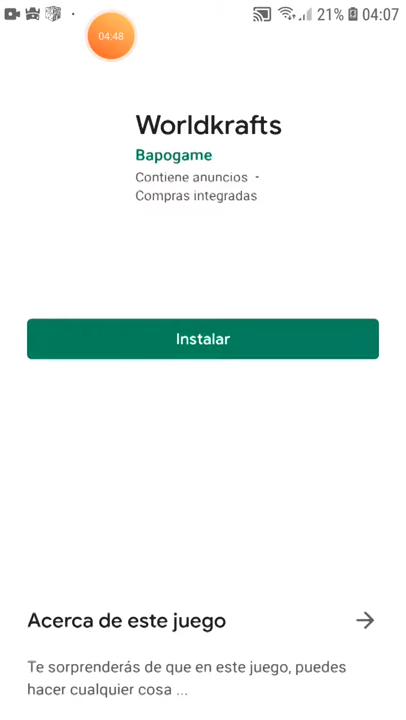 21% 04:07
04:48
Worldkrafts
Bapogame
Contiene anuncios -
Compras integradas
Instalar
Acerca de este juego
Te sorprenderás de que en este juego, puedes
hacer cualquier cosa ...